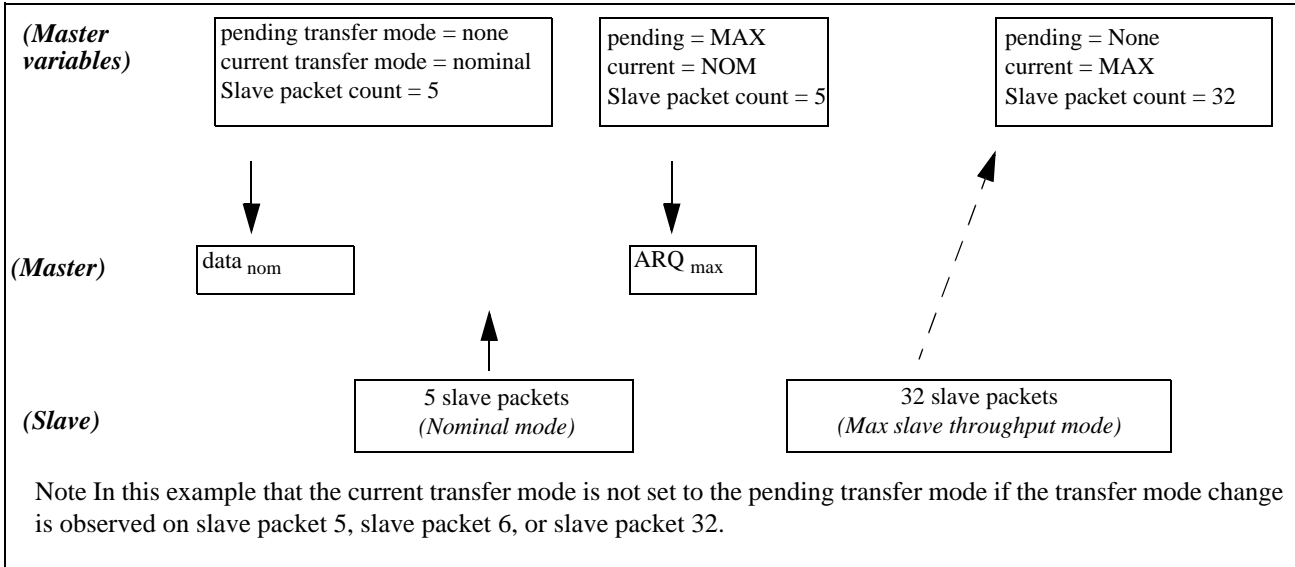 (Master
variables)
pending transfer mode = none
current transfer mode = nominal
Slave packet count = 5
pending = MAX
current = NOM
Slave packet count = 5
pending = None
current = MAX
Slave packet count = 32
(Master)
data nom
ARQ max
(Slave)
5 slave packets
(Nominal mode)
32 slave packets
(Max slave throughput mode)
Note In this example that the current transfer mode is not set to the pending transfer mode if the transfer mode change
is observed on slave packet 5, slave packet 6, or slave packet 32.